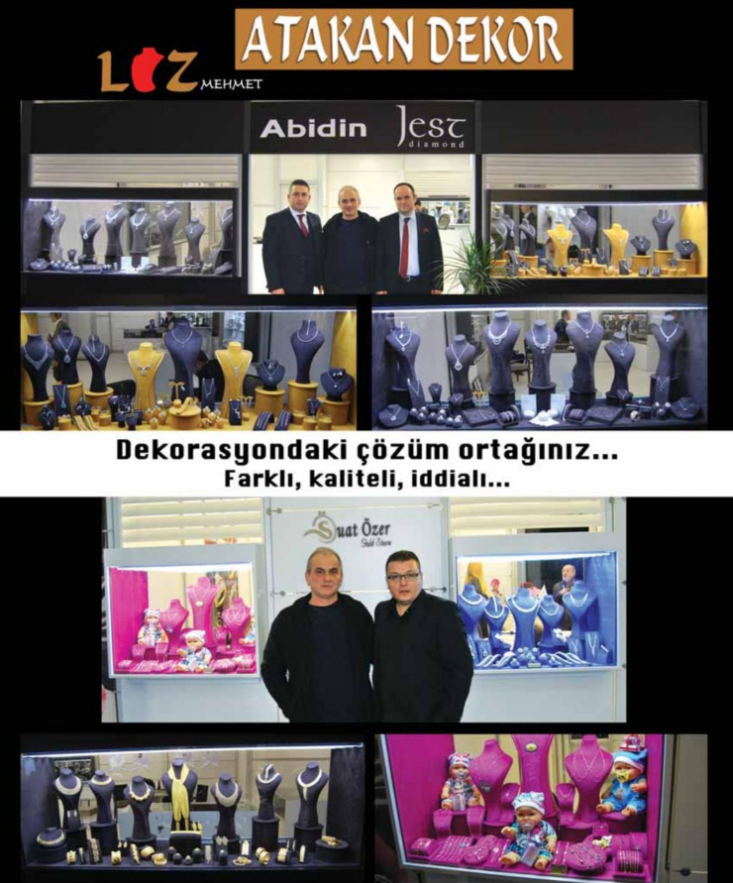 ATAKAN DEKOR
LAZ MEHMET
Abidin Jest
diamond
Dekorasyondaki çözüm ortağınız...
Farklı, kaliteli, iddialı...
Suat Özer